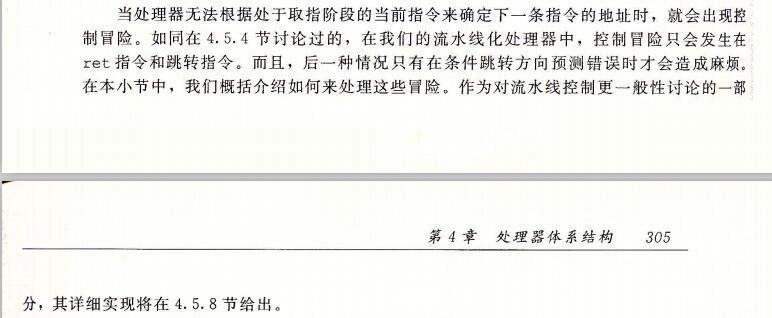 当处理器无法根据处于取指阶段的当前指令来确定下一条指令的地址时，就会出现控
制冒险。如同在 4.5.4 节讨论过的，在我们的流水线化处理器中，控制冒险只会发生在
ret 指令和跳转指令。而且，后一种情况只有在条件跳转方向预测错误时才会造成麻烦。
在本小节中，我们概括介绍如何来处理这些冒险。作为对流水线控制更一般性讨论的一部
第 4 章 处理器体系结构 305
分，其详细实现将在 4.5.8 节给出。